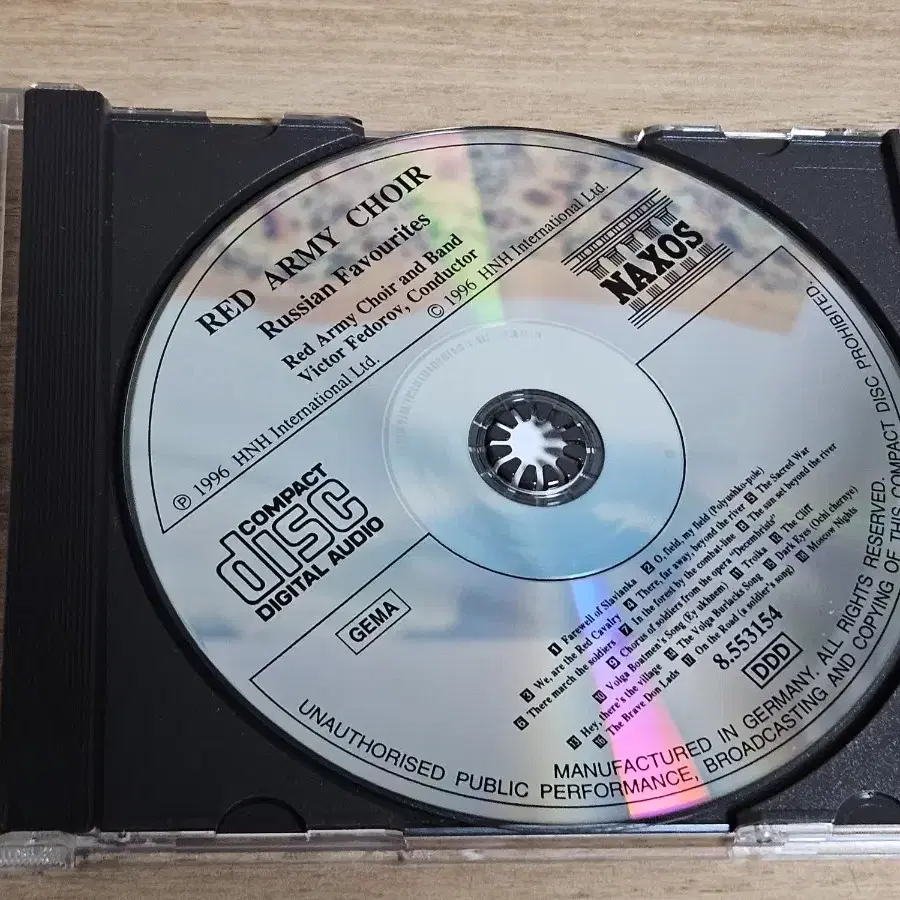 RED ARMY CHOIR
Russian Favourites
Red Army Choir and Band
Victor Fedorov, Conductor
℗ 1996 HNH International Ltd.
© 1996 HNH International Ltd.
NAXOS
COMPACT
disc
DIGITAL AUDIO
GEMA
1 Farewell of Slavianka 2 O, field, my field (Polyushko-pole)
3 We, are the Red Cavalry 4 There, far away, beyond the river 5 The Sacred War
6 There march the soldiers 7 In the forest by the combat-line 8 The sun set beyond the river
9 Chorus of soldiers from the opera "Decembrists"
10 Volga Boatmen's Song (Ey ukhnem) 11 Troika 12 The Cliff
13 Hey, there's the village 14 The Volga Burlacks Song 15 Dark Eyes (Ochi chernye)
16 The Brave Don Lads 17 On the Road (a soldier's song) 18 Moscow Nights
8.553154
DDD
MANUFACTURED IN GERMANY. ALL RIGHTS RESERVED.
UNAUTHORISED PUBLIC PERFORMANCE, BROADCASTING AND COPYING OF THIS COMPACT DISC PROHIBITED.